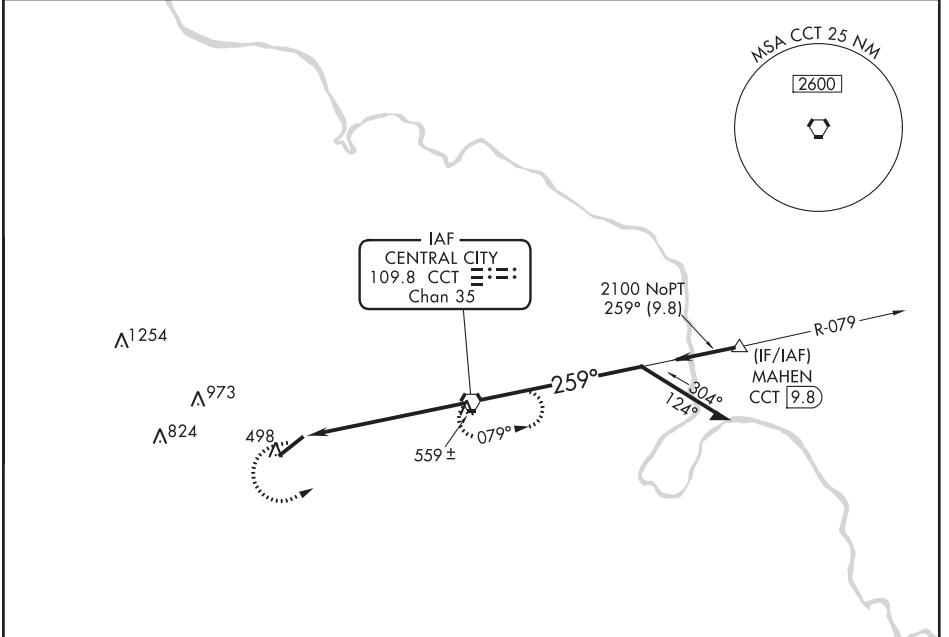 MSA CCT 25 NM
2600
IAF
CENTRAL CITY
109.8 CCT
Chan 35
2100 NoPT
259° (9.8)
R-079
(IF/IAF)
MAHEN
CCT 9.8
1254
259°
304°
124°
973
824
498
079°
559 ±